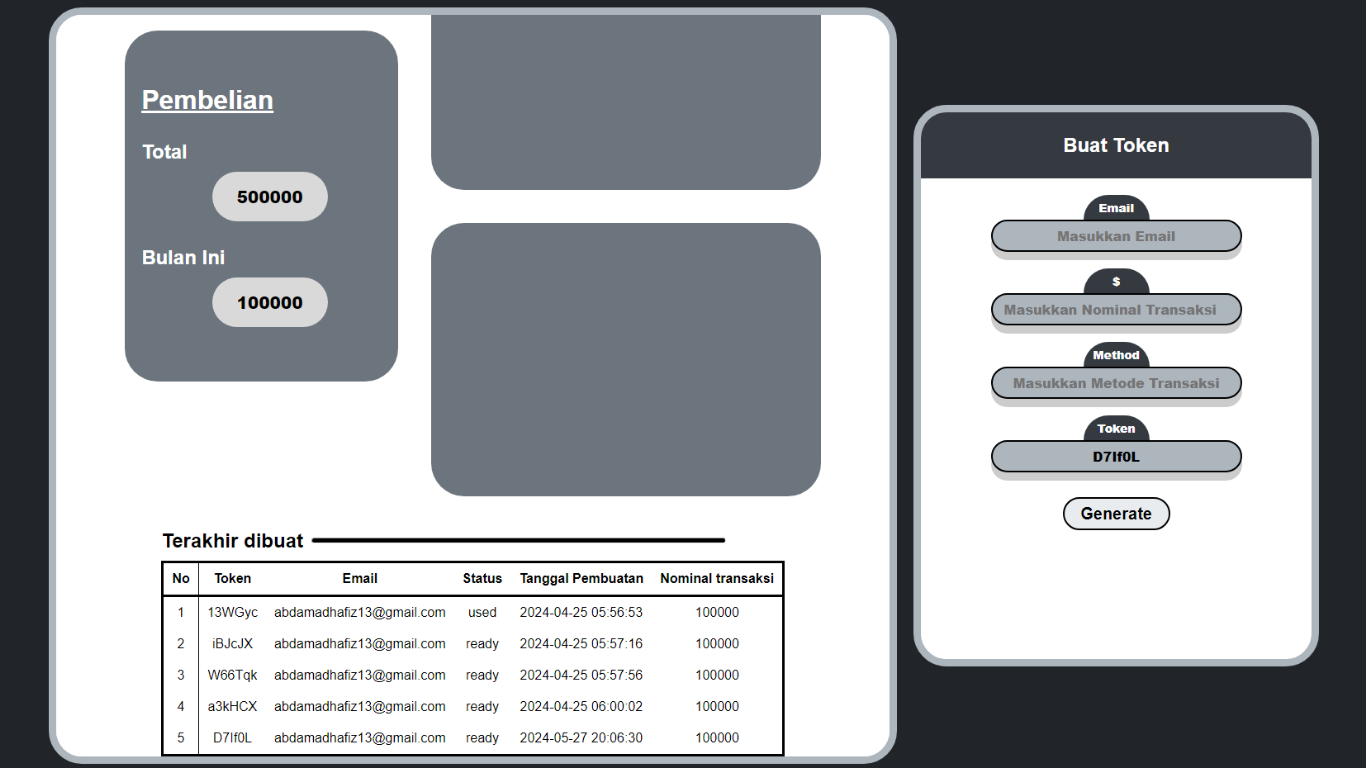 Pembelian
Total
500000
Bulan Ini
100000
Terakhir dibuat
No Token Email Status Tanggal Pembuatan Nominal transaksi
1 13WGyc abdamadhafiz13@gmail.com used 2024-04-25 05:56:53 100000
2 iBJcJX abdamadhafiz13@gmail.com ready 2024-04-25 05:57:16 100000
3 W66Tqk abdamadhafiz13@gmail.com ready 2024-04-25 05:57:56 100000
4 a3kHCX abdamadhafiz13@gmail.com ready 2024-04-25 06:00:02 100000
5 D7If0L abdamadhafiz13@gmail.com ready 2024-05-27 20:06:30 100000
Buat Token
Email
Masukkan Email
$
Masukkan Nominal Transaksi
Method
Masukkan Metode Transaksi
Token
D7If0L
Generate